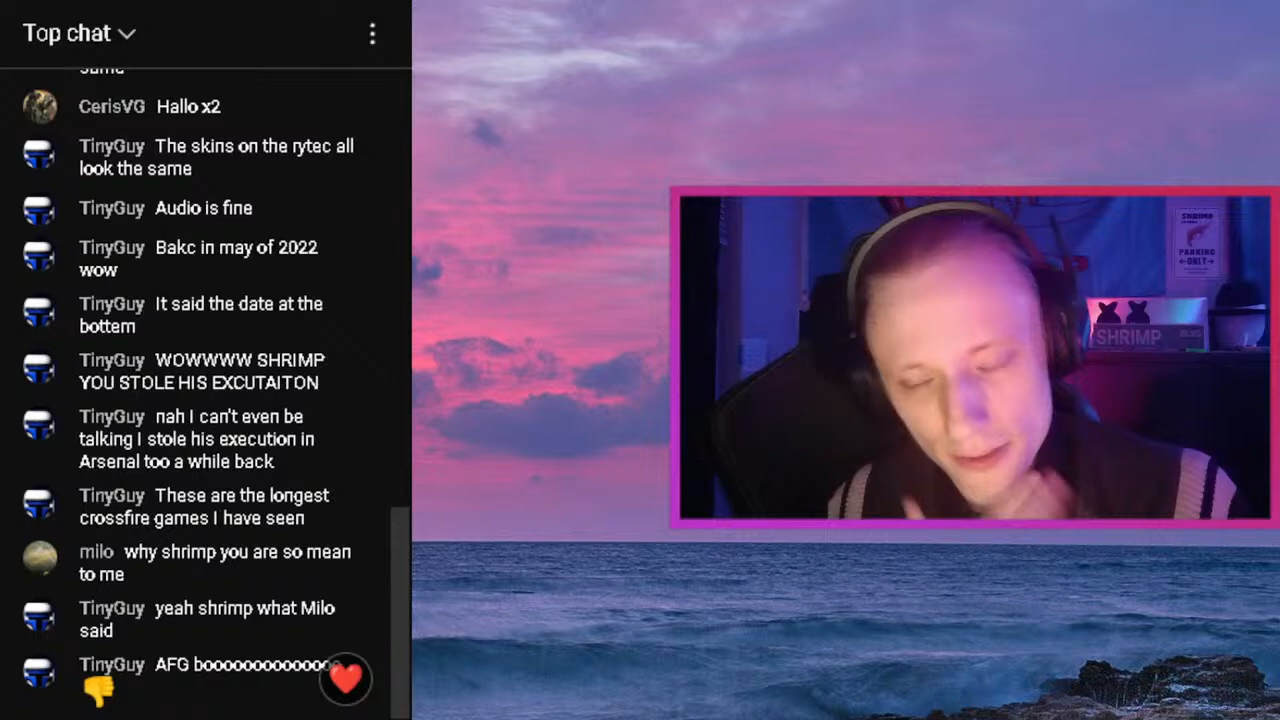 Top chat
same
CerisVG Hallo x2
TinyGuy The skins on the rytec all
look the same
TinyGuy Audio is fine
TinyGuy Bakc in may of 2022
wow
TinyGuy It said the date at the
bottem
TinyGuy WOWWWW SHRIMP
YOU STOLE HIS EXCUTAITON
TinyGuy nah I can't even be
talking I stole his execution in
Arsenal too a while back
TinyGuy These are the longest
crossfire games I have seen
milo why shrimp you are so mean
to me
TinyGuy yeah shrimp what Milo
said
TinyGuy AFG booooooooooooooo
SHRIMP
PARKING
ONLY
SHRIMP